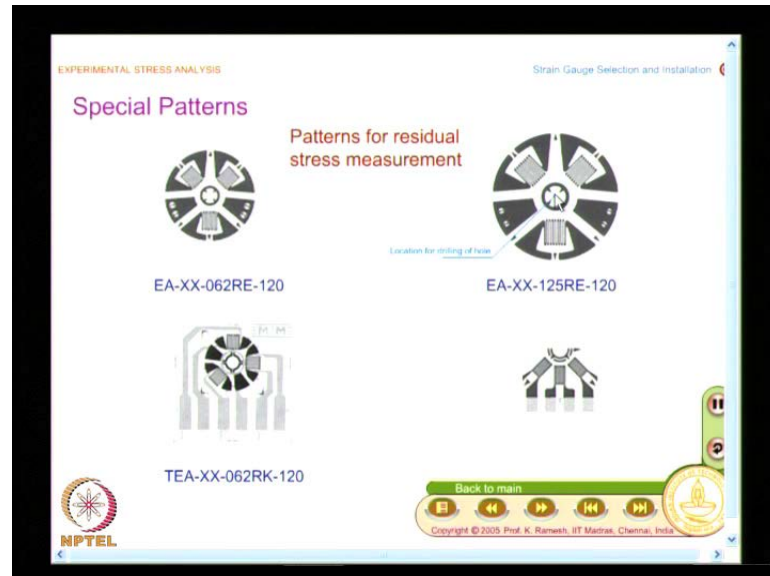 EXPERIMENTAL STRESS ANALYSIS
Strain Gauge Selection and Installation
Special Patterns
Patterns for residual
stress measurement
Location for drilling of hole
EA-XX-062RE-120
EA-XX-125RE-120
TEA-XX-062RK-120
Back to main
NPTEL
Copyright © 2005 Prof. K. Ramesh, IIT Madras, Chennai, India